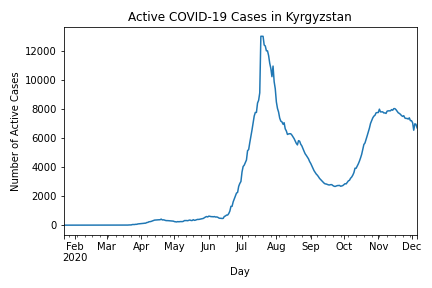 Active COVID-19 Cases in Kyrgyzstan
Number of Active Cases
12000
10000
8000
6000
4000
2000
0
Feb Mar Apr May Jun Jul Aug Sep Oct Nov Dec
2020
Day